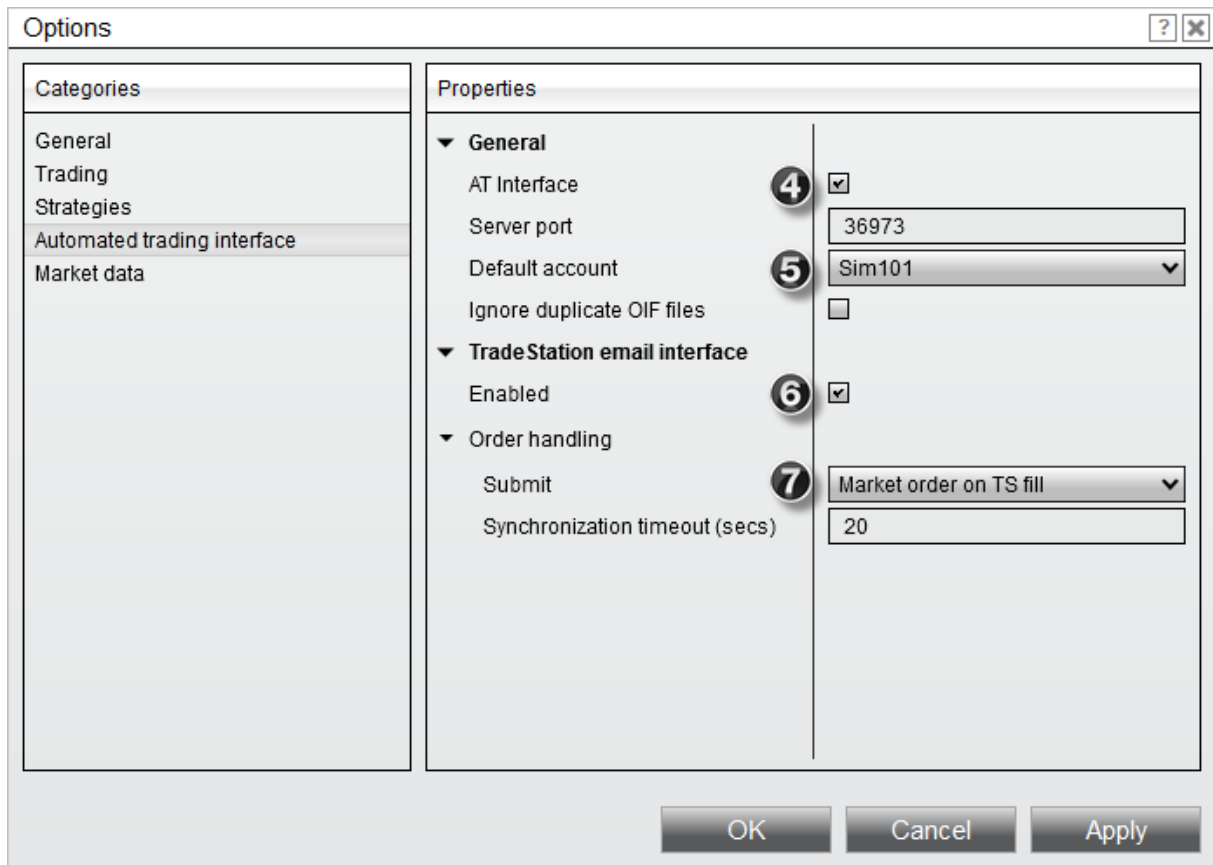 Options
?
Categories
General
Trading
Strategies
Automated trading interface
Market data
Properties
General
AT Interface 4
Server port 36973
Default account 5 Sim101
Ignore duplicate OIF files
TradeStation email interface
Enabled 6
Order handling
Submit 7 Market order on TS fill
Synchronization timeout (secs) 20
OK Cancel Apply